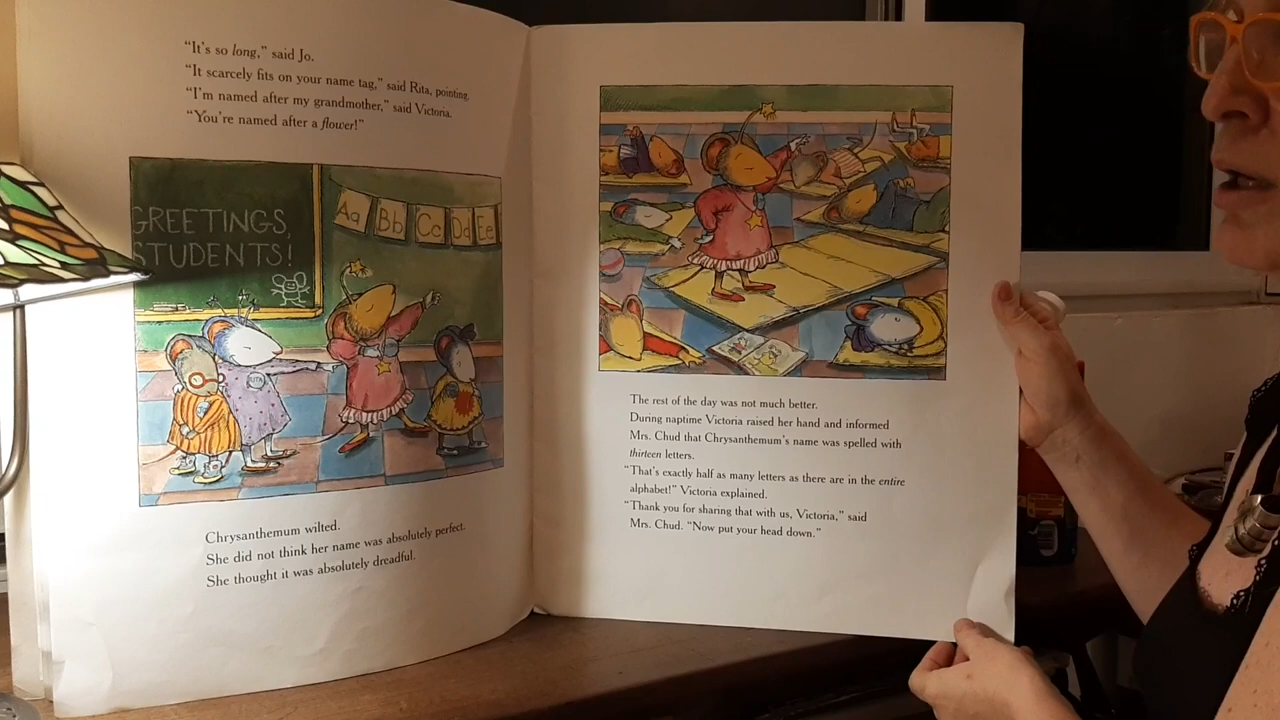 “It's so long,” said Jo.
“It scarcely fits on your name tag,” said Rita, pointing.
“I'm named after my grandmother,” said Victoria.
“You're named after a flower!”
GREETINGS,
STUDENTS!
Aa Bb Cc Dd Ee
RITA
Chrysanthemum wilted.
She did not think her name was absolutely perfect.
She thought it was absolutely dreadful.
The rest of the day was not much better.
During naptime Victoria raised her hand and informed
Mrs. Chud that Chrysanthemum's name was spelled with
thirteen letters.
“That's exactly half as many letters as there are in the entire
alphabet!” Victoria explained.
“Thank you for sharing that with us, Victoria,” said
Mrs. Chud. “Now put your head down.”